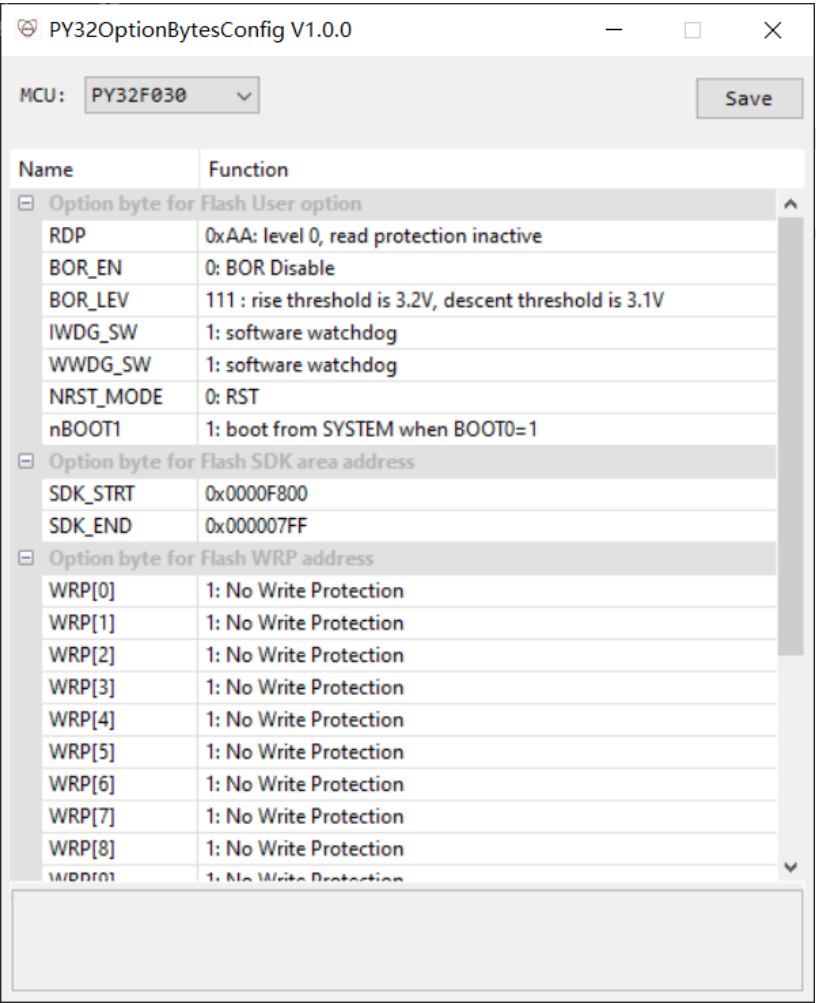 PY32OptionBytesConfig V1.0.0
MCU: PY32F030 Save
Name Function
Option byte for Flash User option
RDP 0xAA: level 0, read protection inactive
BOR_EN 0: BOR Disable
BOR_LEV 111 : rise threshold is 3.2V, descent threshold is 3.1V
IWDG_SW 1: software watchdog
WWDG_SW 1: software watchdog
NRST_MODE 0: RST
nBOOT1 1: boot from SYSTEM when BOOT0=1
Option byte for Flash SDK area address
SDK_STRT 0x0000F800
SDK_END 0x000007FF
Option byte for Flash WRP address
WRP[0] 1: No Write Protection
WRP[1] 1: No Write Protection
WRP[2] 1: No Write Protection
WRP[3] 1: No Write Protection
WRP[4] 1: No Write Protection
WRP[5] 1: No Write Protection
WRP[6] 1: No Write Protection
WRP[7] 1: No Write Protection
WRP[8] 1: No Write Protection
WRP[9] 1: No Write Protection